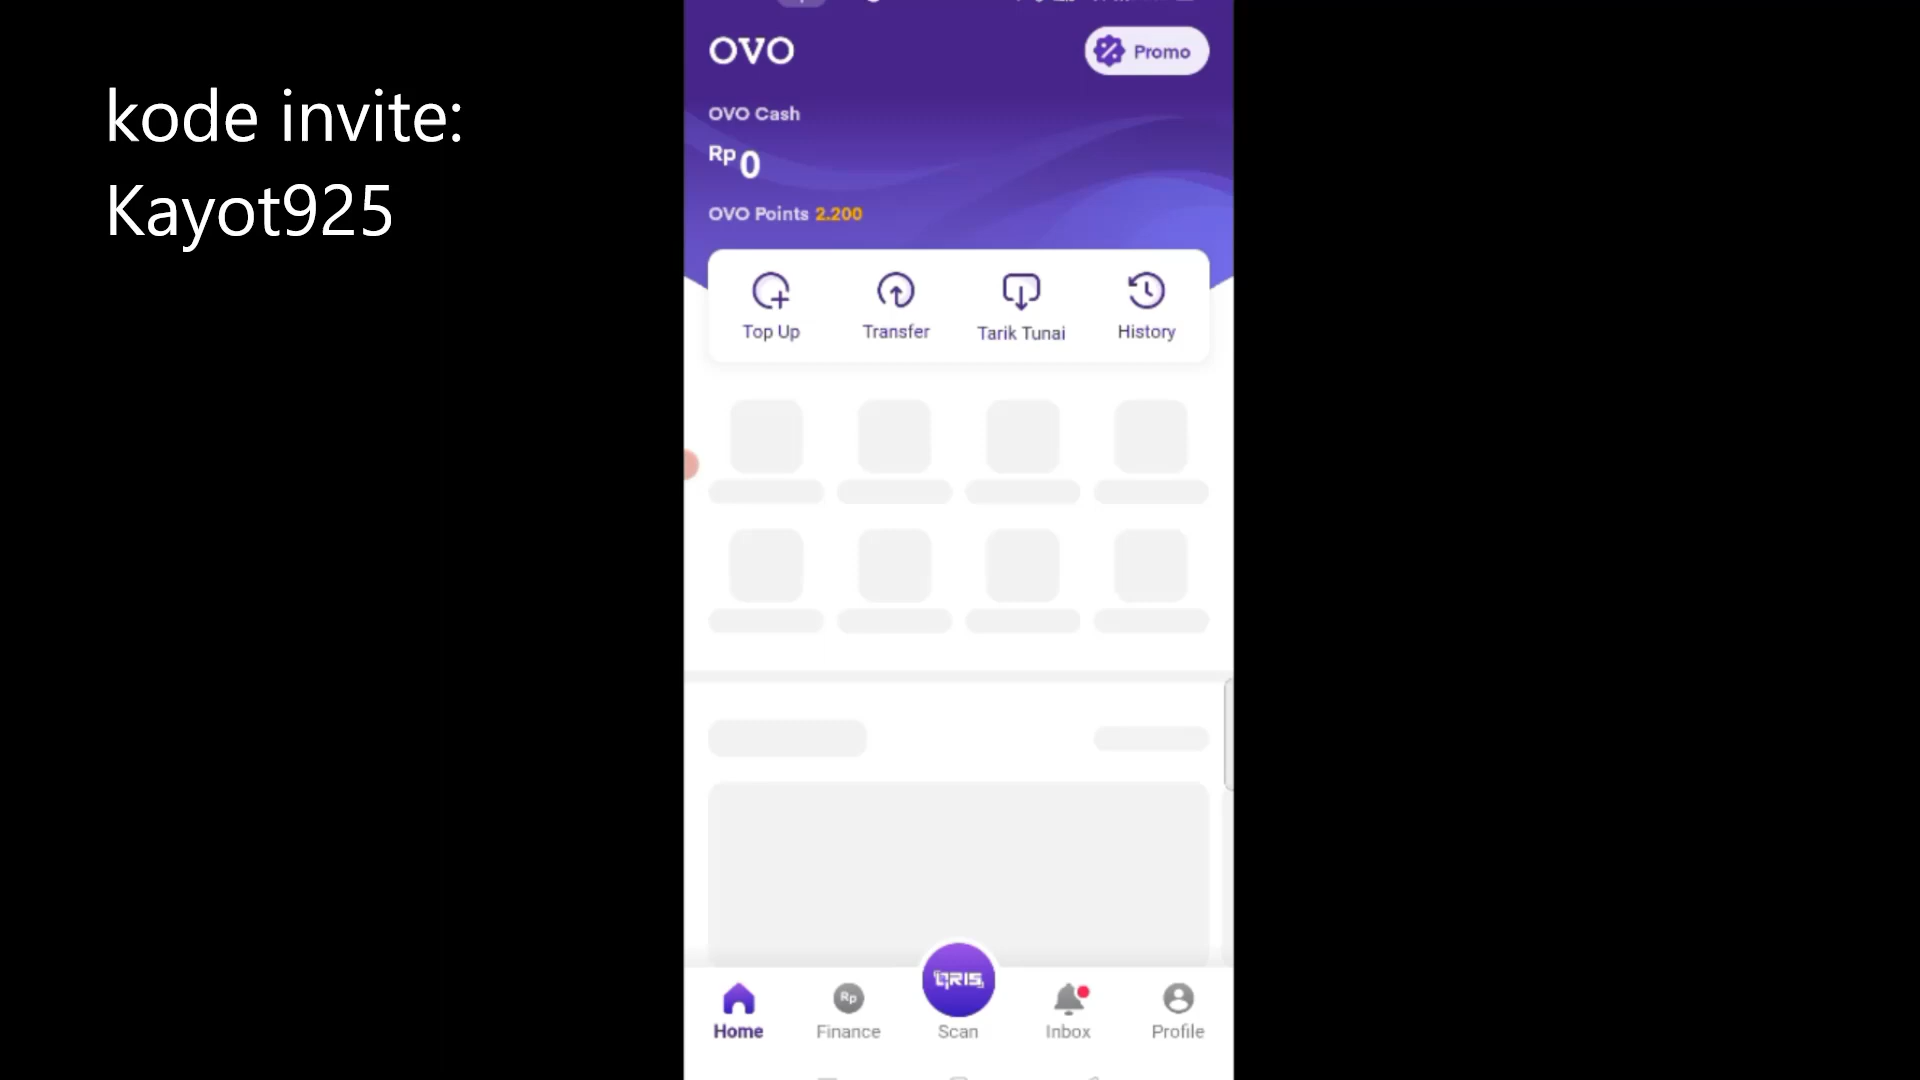 kode invite:
Kayot925
OVO
Promo
OVO Cash
Rp 0
OVO Points 2.200
Top Up
Transfer
Tarik Tunai
History
QRIS
Rp
Home
Finance
Scan
Inbox
Profile